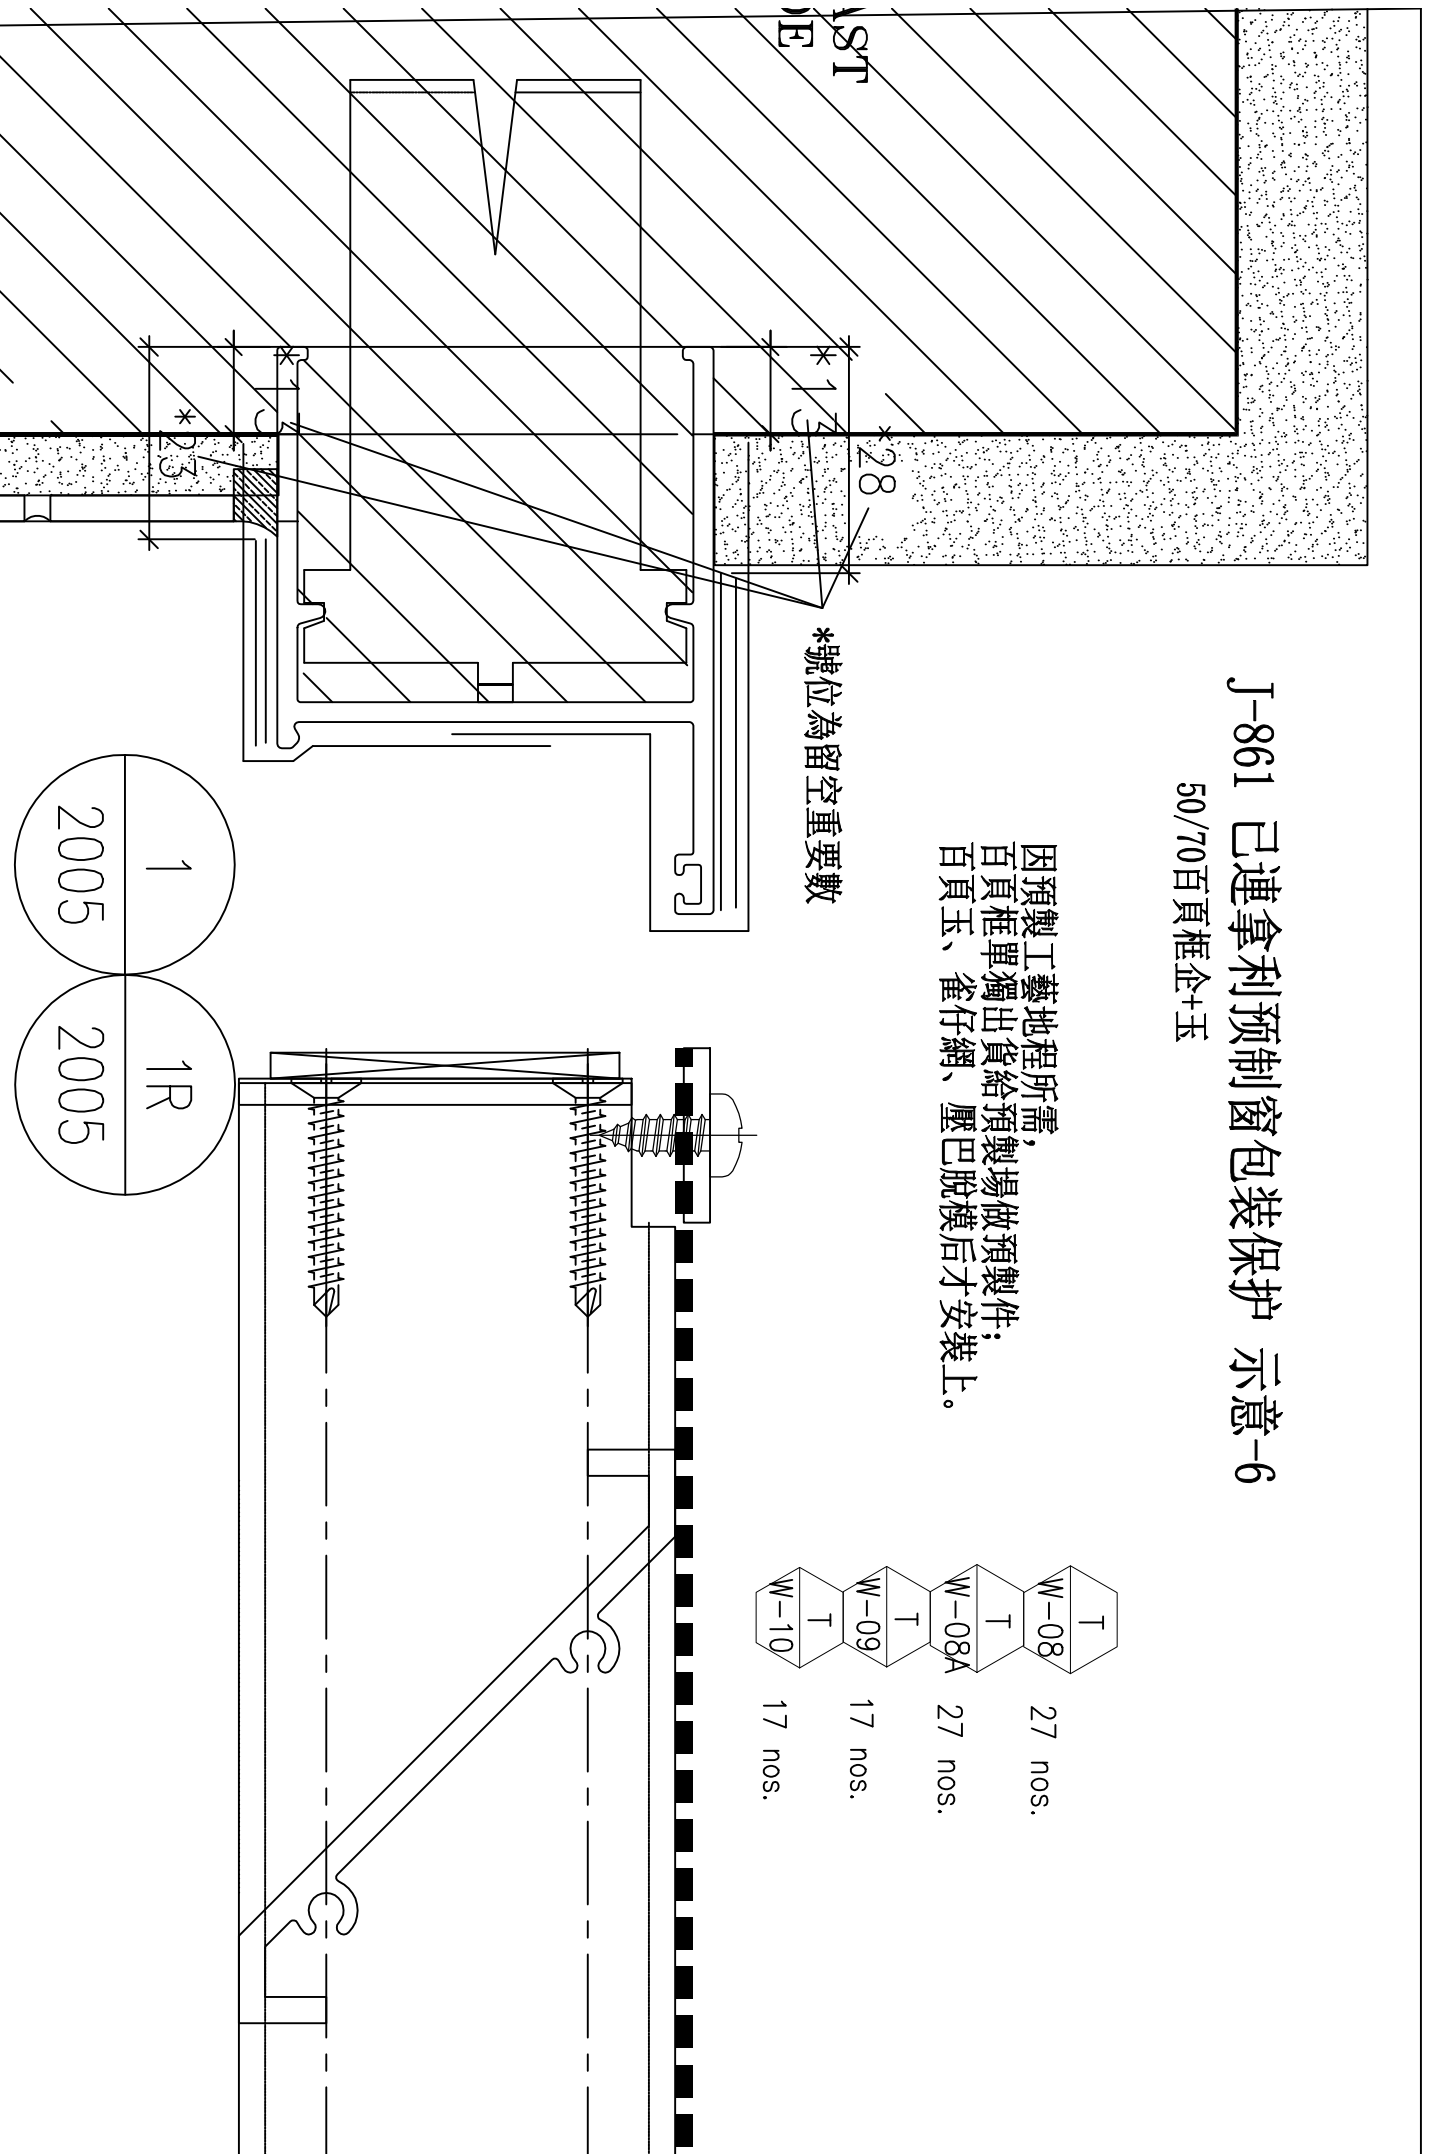 J-861 已連拿利预制窗包装保护 示意-6
50/70百頁框企+玉
因預製工藝地程所需，
百頁框單獨出貨給預製場做預製件；
百頁玉、雀仔網、壓巴脫模后才安裝上。
*28
*13
*號位為留空重要數
*13
*23
T
W-08
27 nos.
T
W-08A
27 nos.
T
W-09
17 nos.
T
W-10
17 nos.
1
2005
1R
2005